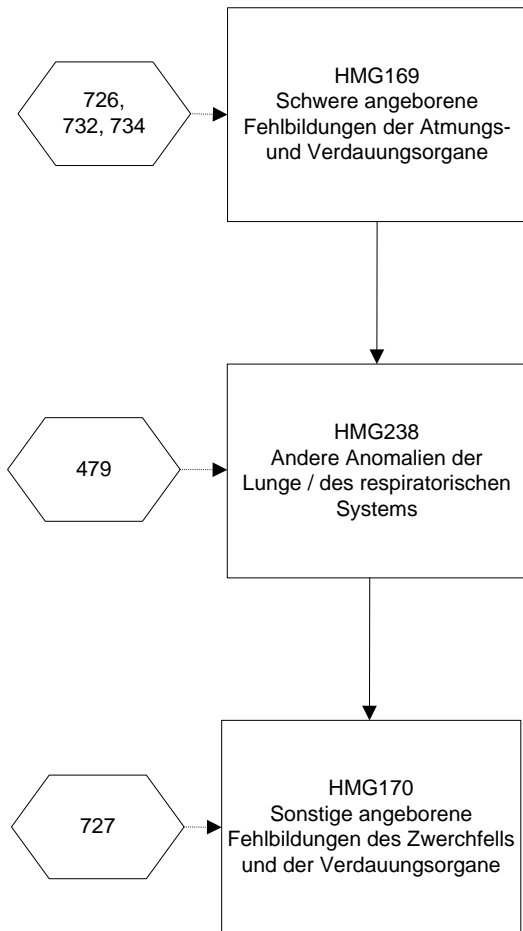 726,
732, 734
HMG169
Schwere angeborene
Fehlbildungen der Atmungs-
und Verdauungsorgane
479
HMG238
Andere Anomalien der
Lunge / des respiratorischen
Systems
727
HMG170
Sonstige angeborene
Fehlbildungen des Zwerchfells
und der Verdauungsorgane